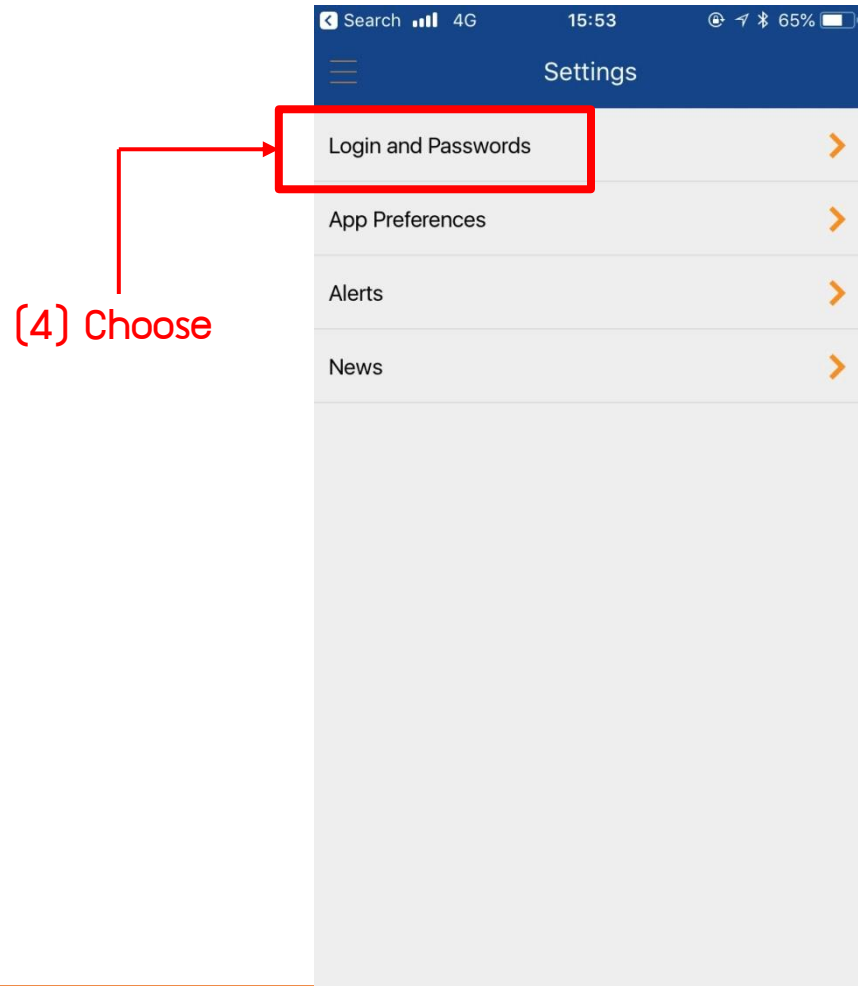 Search 4G 15:53 65%
Settings
Login and Passwords
App Preferences
(4) Choose
Alerts
News